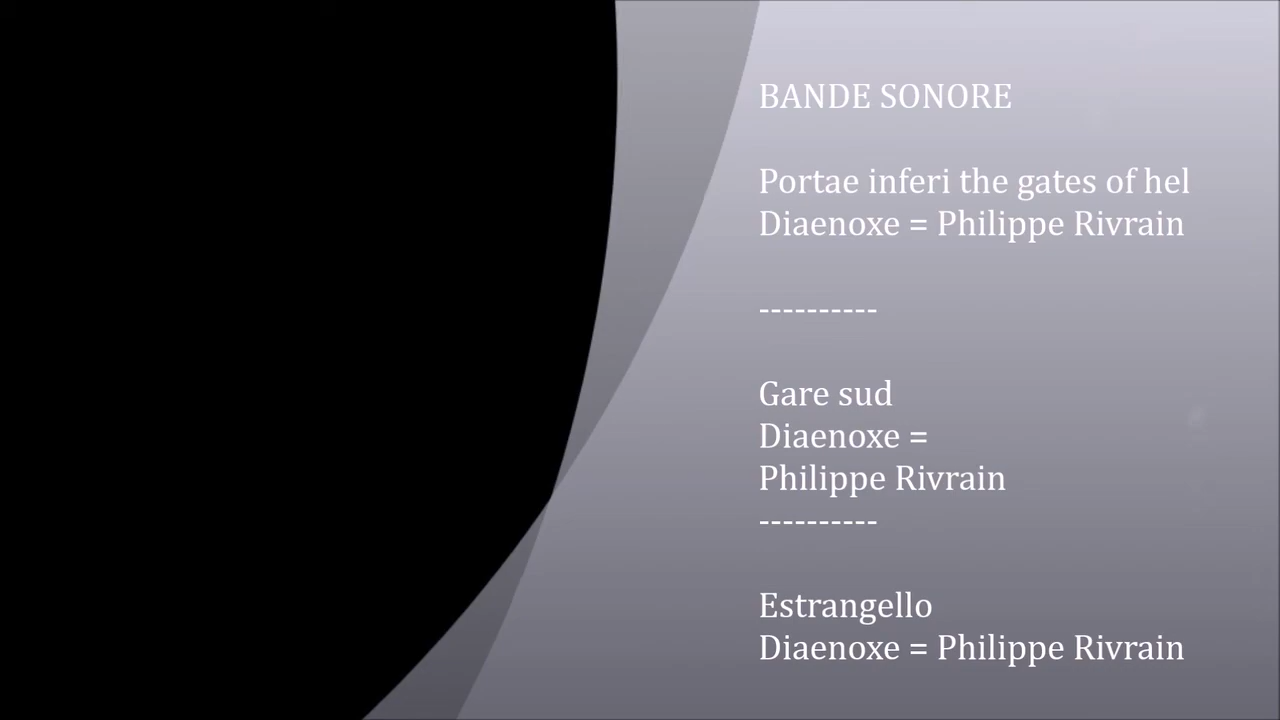 BANDE SONORE
Portae inferi the gates of hel
Diaenoxe = Philippe Rivrain
----------
Gare sud
Diaenoxe =
Philippe Rivrain
----------
Estrangello
Diaenoxe = Philippe Rivrain